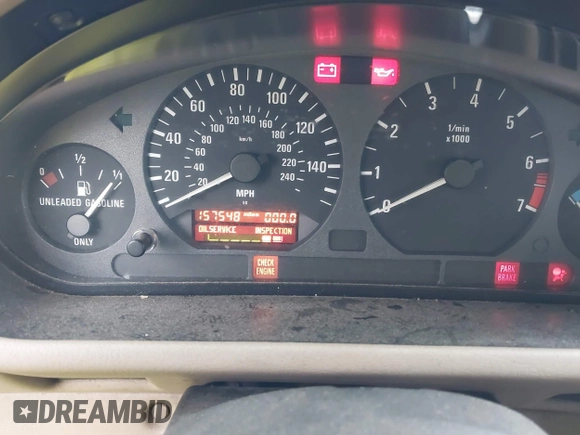 0 1/2 1/1
UNLEADED GASOLINE
ONLY
20 40 60 80 100 120 140
20 40 60 80 100 120 140 160 180 200 220 240
km/h
MPH
157548 miles 000.0
OILSERVICE INSPECTION
0 1 2 3 4 5 6 7
1/min
x1000
CHECK
ENGINE
PARK
BRAKE
DREAMBID